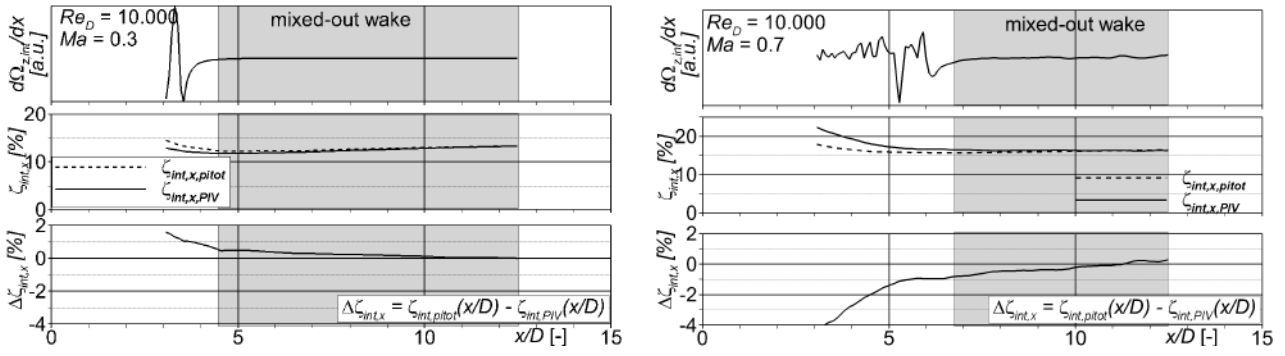 Re_D = 10.000
Ma = 0.3
mixed-out wake
dΩ_z,int/dx
[a.u.]
20
10
0
ζ_int,x [%]
ζ_int,x,pitot
ζ_int,x,PIV
2
0
-2
-4
Δζ_int,x [%]
Δζ_int,x = ζ_int,pitot(x/D) - ζ_int,PIV(x/D)
0
5
10
15
x/D [-]
Re_D = 10.000
Ma = 0.7
mixed-out wake
dΩ_z,int/dx
[a.u.]
20
10
0
ζ_int,x [%]
ζ_int,x,pitot
ζ_int,x,PIV
2
0
-2
-4
Δζ_int,x [%]
Δζ_int,x = ζ_int,pitot(x/D) - ζ_int,PIV(x/D)
0
5
10
15
x/D [-]